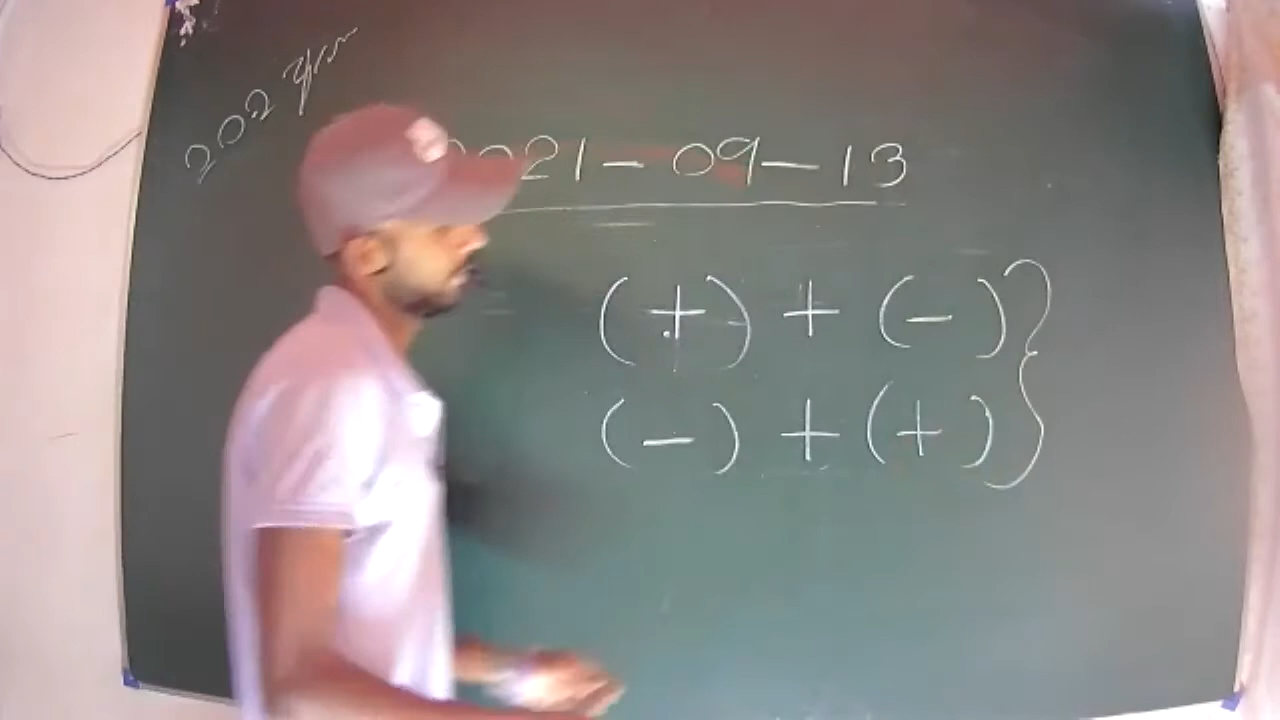 2021-09-13
(+) + (-) }
(-) + (+)